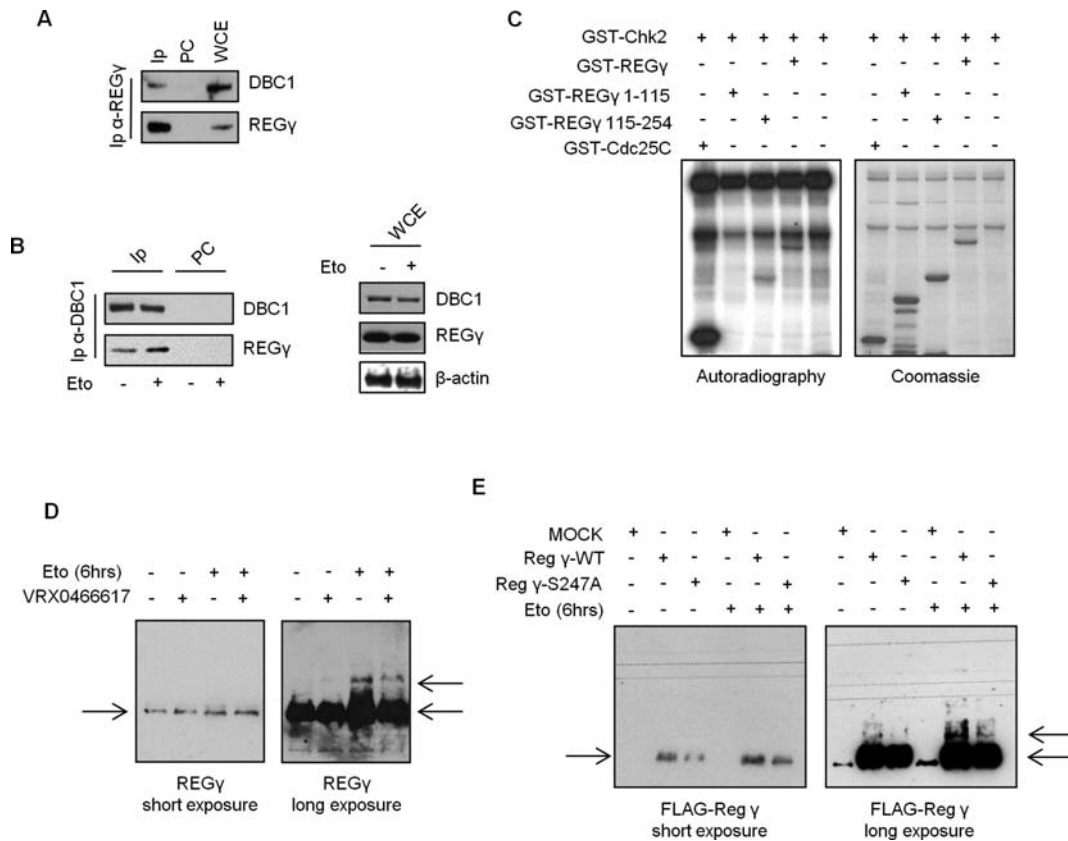 A
Ip
PC
WCE
Ip α-REGγ
DBC1
REGγ
B
Ip
PC
Ip α-DBC1
DBC1
REGγ
Eto - + - +
WCE
Eto - +
DBC1
REGγ
β-actin
C
GST-Chk2 + + + + + + + + + +
GST-REGγ - - - + - - - - + -
GST-REGγ 1-115 - + - - - - + - - -
GST-REGγ 115-254 - - + - - - - + - -
GST-Cdc25C + - - - - + - - - -
Autoradiography
Coomassie
D
Eto (6hrs) - - + + - - + +
VRX0466617 - + - + - + - +
REGγ
short exposure
REGγ
long exposure
E
MOCK + - - + - - + - - + - -
Reg γ-WT - + - - + - - + - - + -
Reg γ-S247A - - + - - + - - + - - +
Eto (6hrs) - - - + + + - - - + + +
FLAG-Reg γ
short exposure
FLAG-Reg γ
long exposure